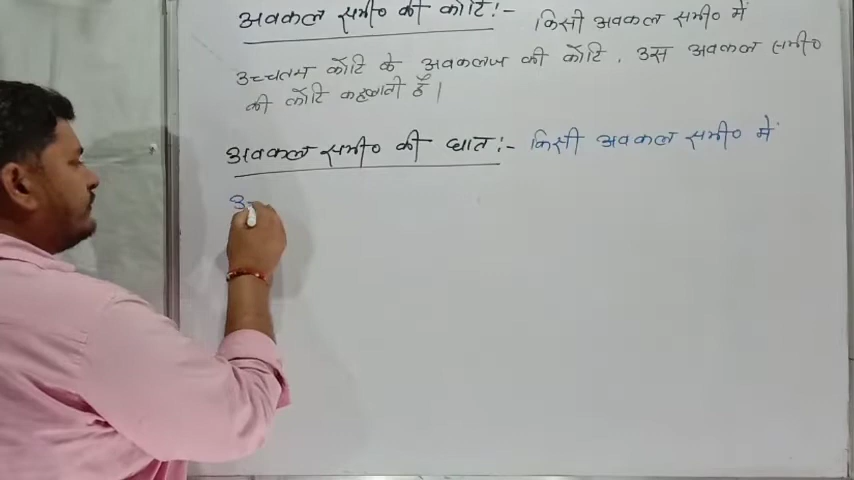 अवकल समी० की कोटि:- किसी अवकल समी० में
उच्चतम कोटि के अवकलज की कोटि, उस अवकल समी०
की कोटि कहलाती है।
अवकल समी० की घात:- किसी अवकल समी० में
उ